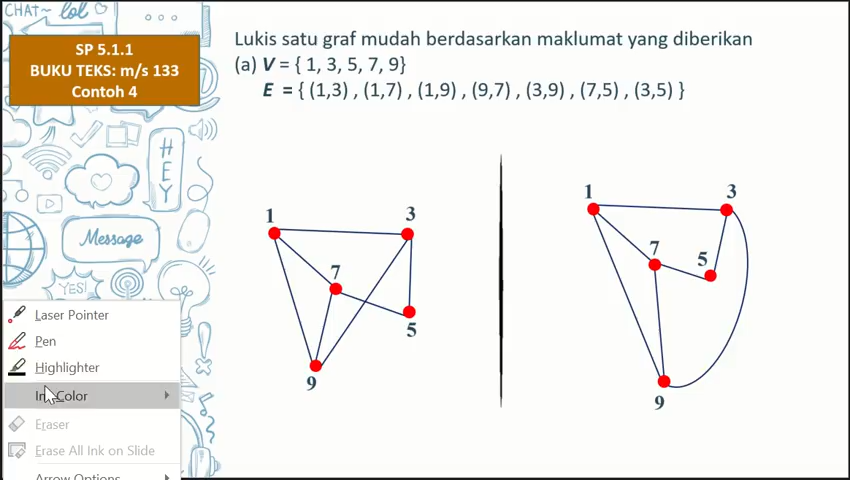 CHAT~ lol
SP 5.1.1
BUKU TEKS: m/s 133
Contoh 4
Lukis satu graf mudah berdasarkan maklumat yang diberikan
(a) V = { 1, 3, 5, 7, 9}
E = { (1,3) , (1,7) , (1,9) , (9,7) , (3,9) , (7,5) , (3,5) }
HEY
Message
YES!
1
3
7
5
9
1
3
7
5
9
Laser Pointer
Pen
Highlighter
Color
Eraser
Erase All Ink on Slide
Arrow Options